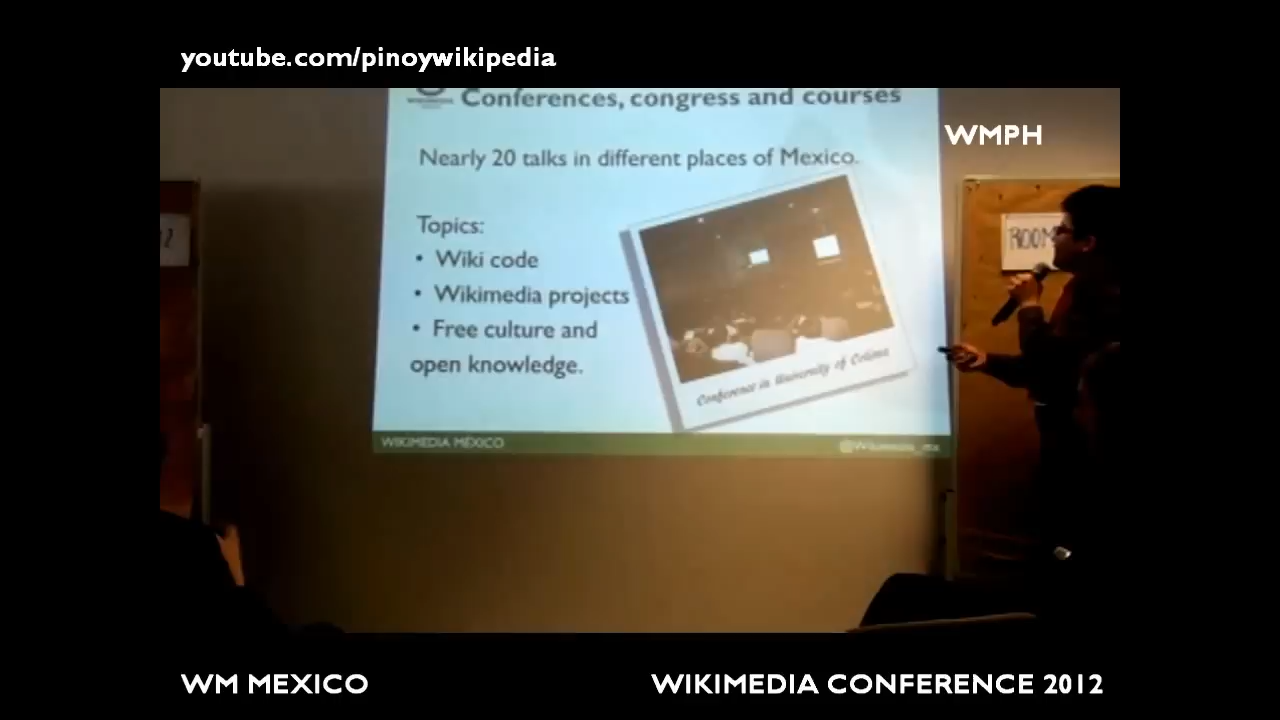 youtube.com/pinoywikipedia
WIKIMEDIA
Conferences, congress and courses
WMPH
Nearly 20 talks in different places of Mexico.
Topics:
• Wiki code
• Wikimedia projects
• Free culture and
open knowledge.
Conference in University of Colima
ROOM
WIKIMEDIA MÉXICO
@Wikimedia_mx
WM MEXICO
WIKIMEDIA CONFERENCE 2012